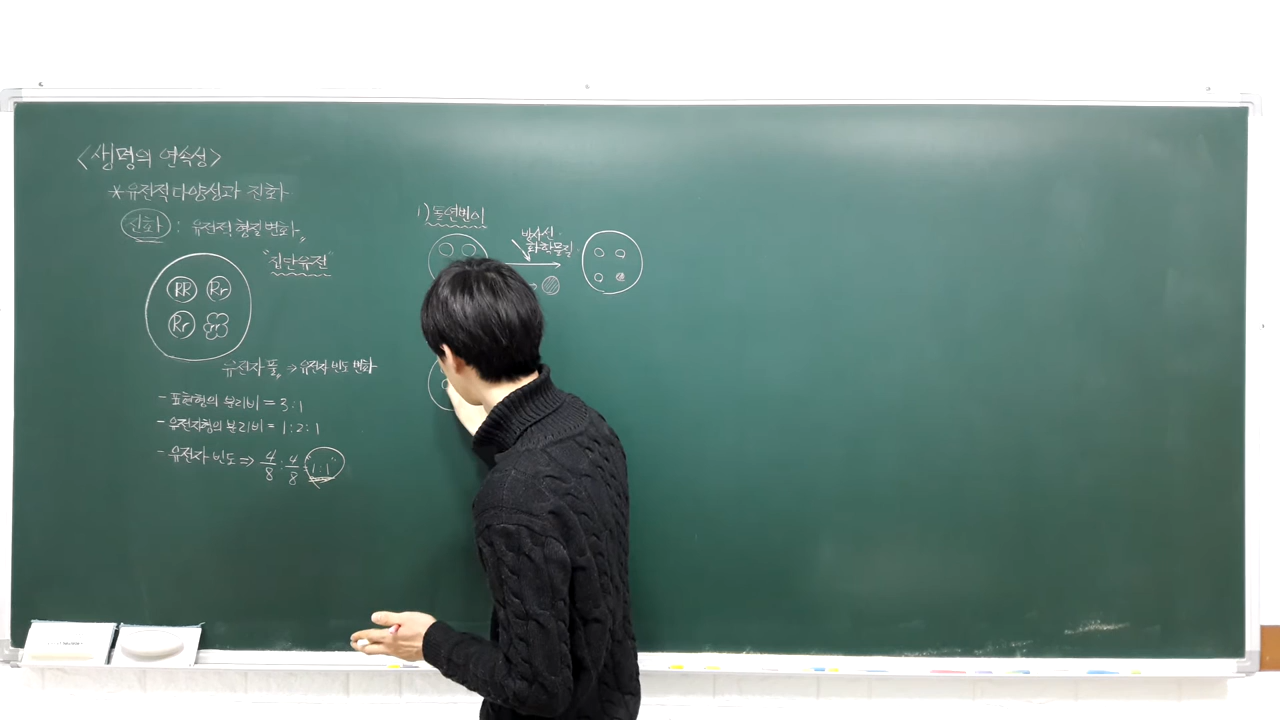 <생명의 연속성>
*유전적 다양성과 진화
진화 : 유전적 형질 변화〃
"집단유전"
RR Rr
Rr rr
유전자 풀〃 → 유전자 빈도 변화
- 표현형의 분리비 = 3:1
- 유전자형의 분리비 = 1:2:1
- 유전자 빈도 ⇒ 4/8 : 4/8 = "1:1"
1) 돌연변이
방사선·
화학물질·